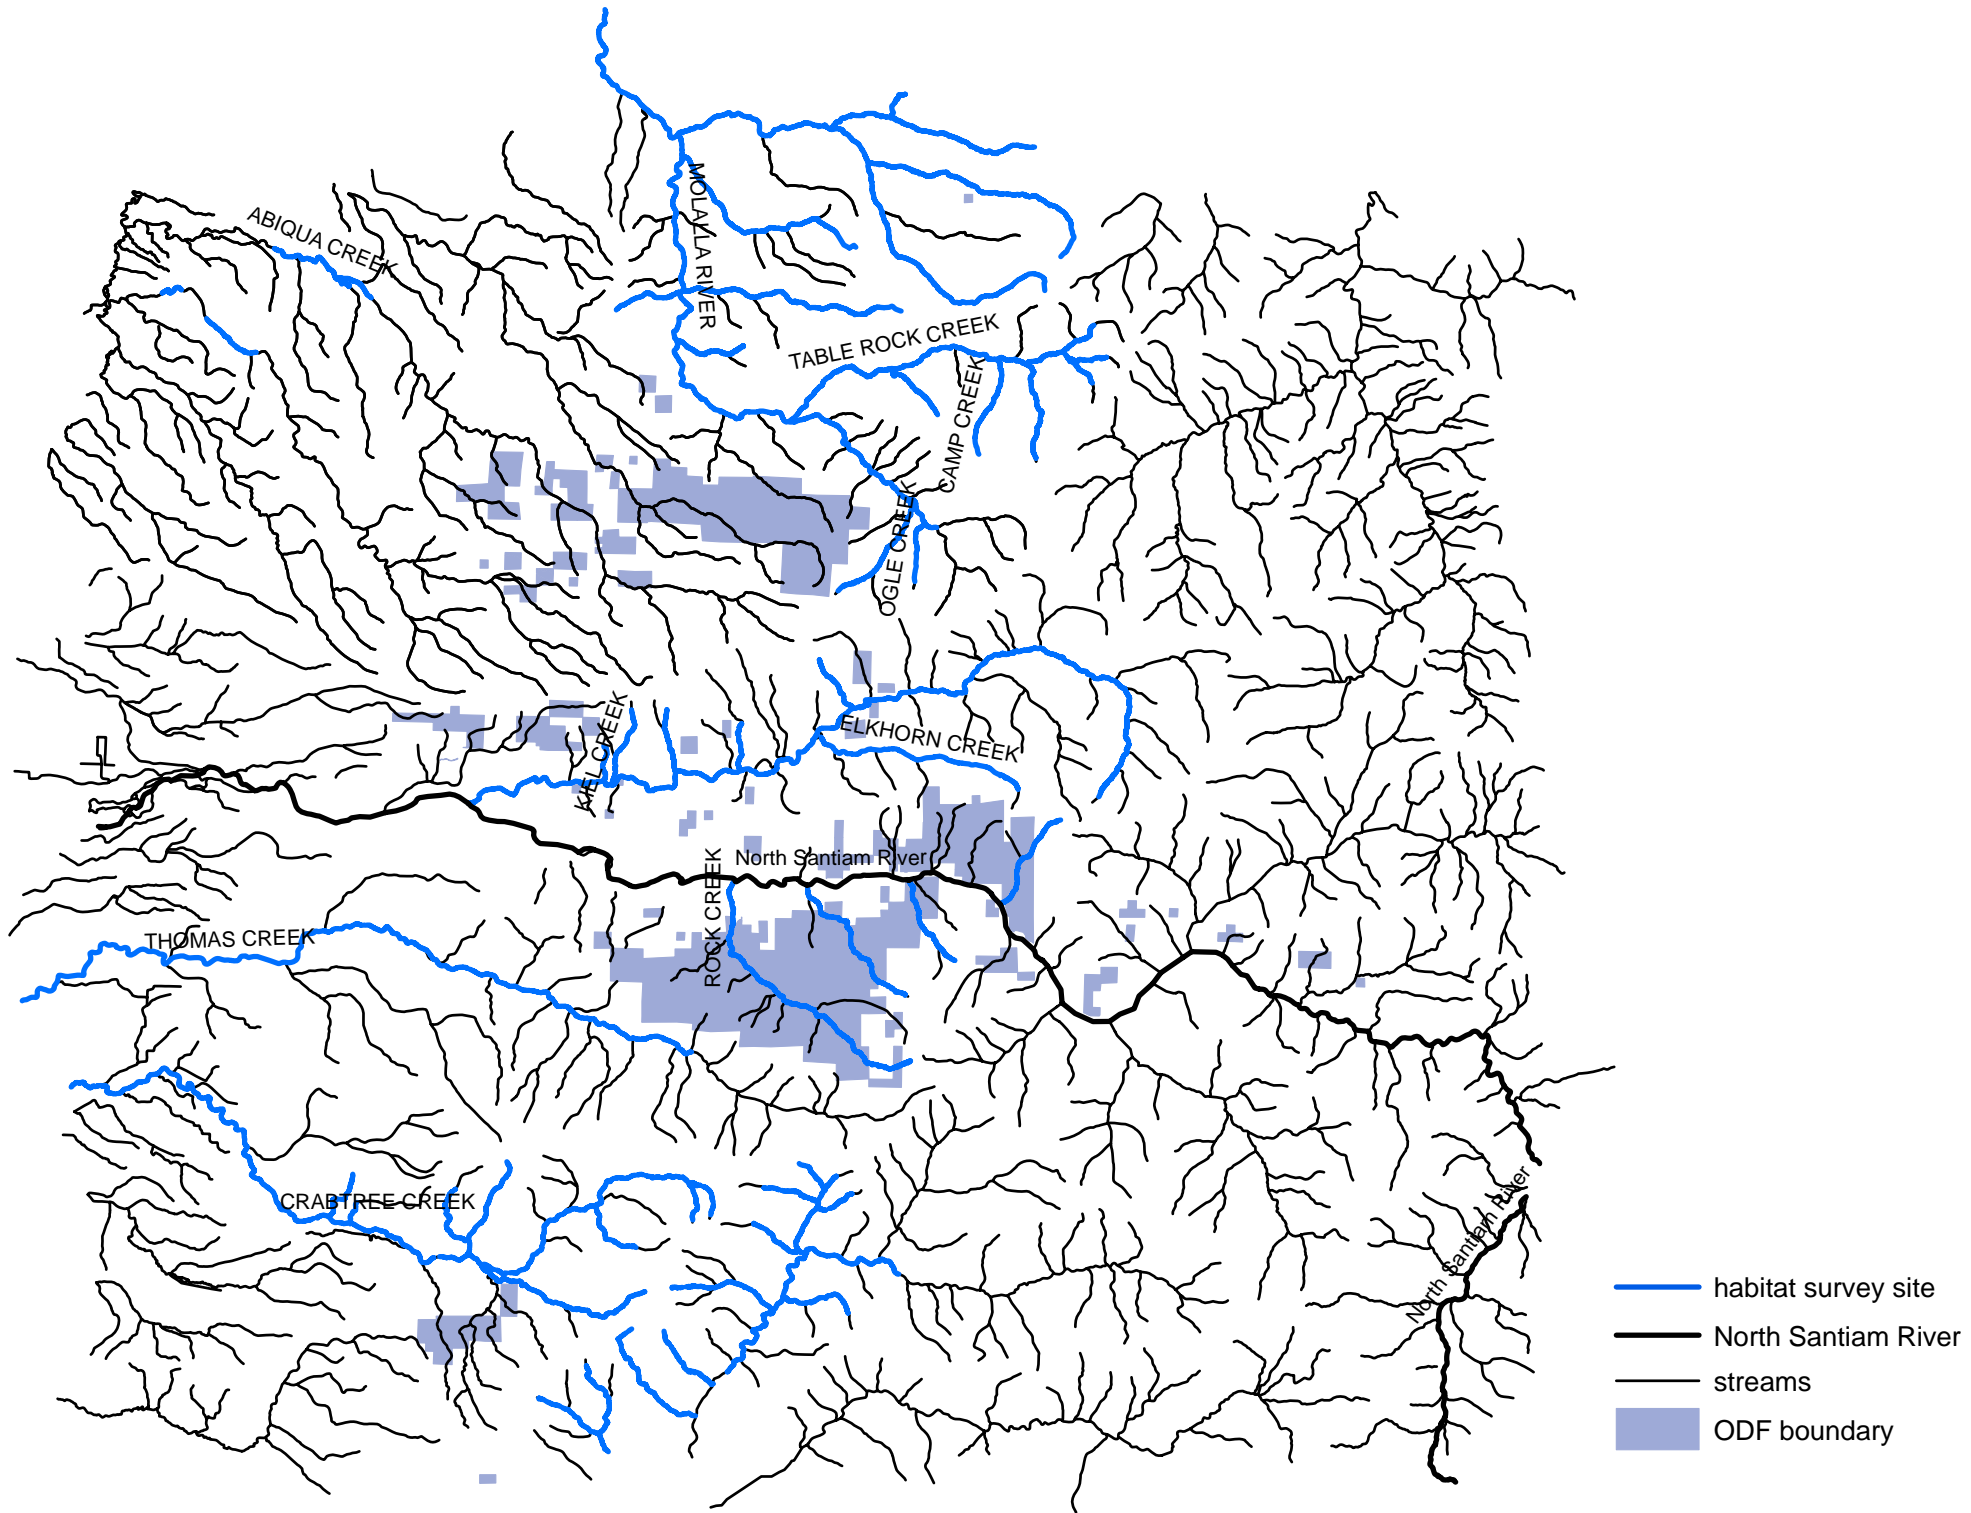 ABIQUA CREEK
MOLALLA RIVER
TABLE ROCK CREEK
CAMP CREEK
OGLE CREEK
KIEL CREEK
ELKHORN CREEK
North Santiam River
ROCK CREEK
THOMAS CREEK
CRABTREE CREEK
North Santiam River
habitat survey site
North Santiam River
streams
ODF boundary